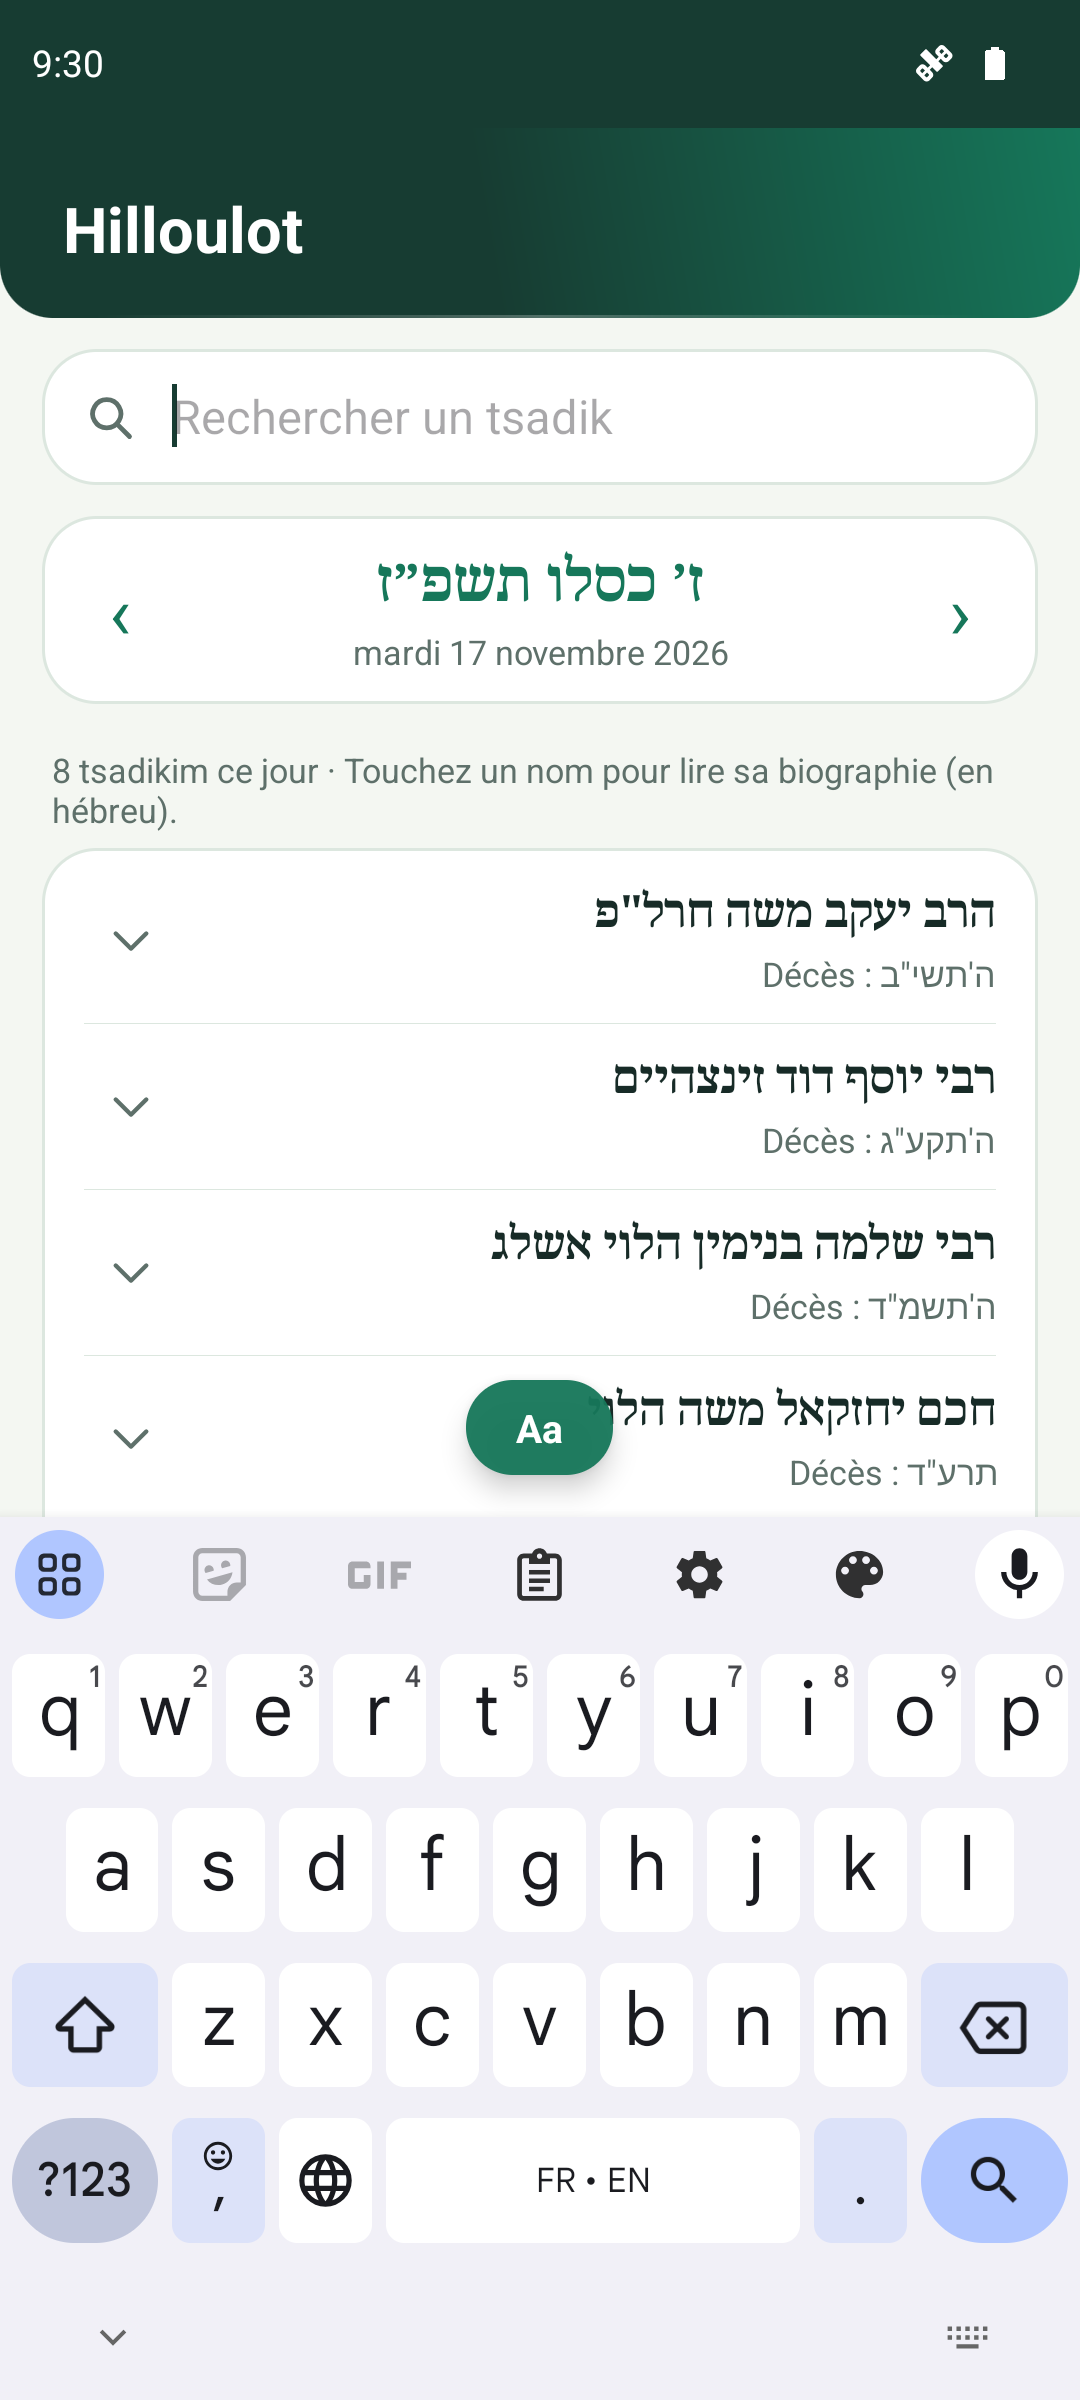 9:30
Hilloulot
Rechercher un tsadik
ז׳ כסלו תשפ״ז
mardi 17 novembre 2026
8 tsadikim ce jour · Touchez un nom pour lire sa biographie (en
hébreu).
הרב יעקב משה חרל"פ
Décès : ה'תשי"ב
רבי יוסף דוד זינצהיים
Décès : ה'תקע"ג
רבי שלמה בנימין הלוי אשלג
Décès : ה'תשמ"ד
חכם יחזקאל משה הלוי
Décès : תרע"ד
Aa
GIF
q 1 w 2 e 3 r 4 t 5 y 6 u 7 i 8 o 9 p 0
a s d f g h j k l
z x c v b n m
?123 , FR • EN .